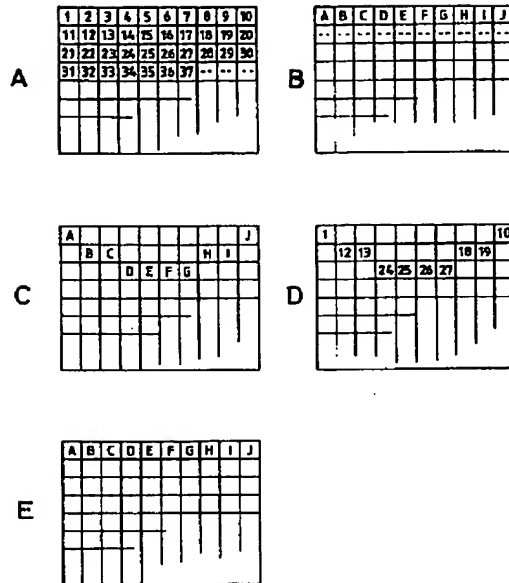 1 2 3 4 5 6 7 8 9 10
11 12 13 14 15 16 17 18 19 20
21 22 23 24 25 26 27 28 29 30
31 32 33 34 35 36 37 -- -- --
A
A B C D E F G H I J
-- -- -- -- -- -- -- -- -- --
B
A J
B C H I
D E F G
C
1 10
12 13 18 19
24 25 26 27
D
A B C D E F G H I J
E